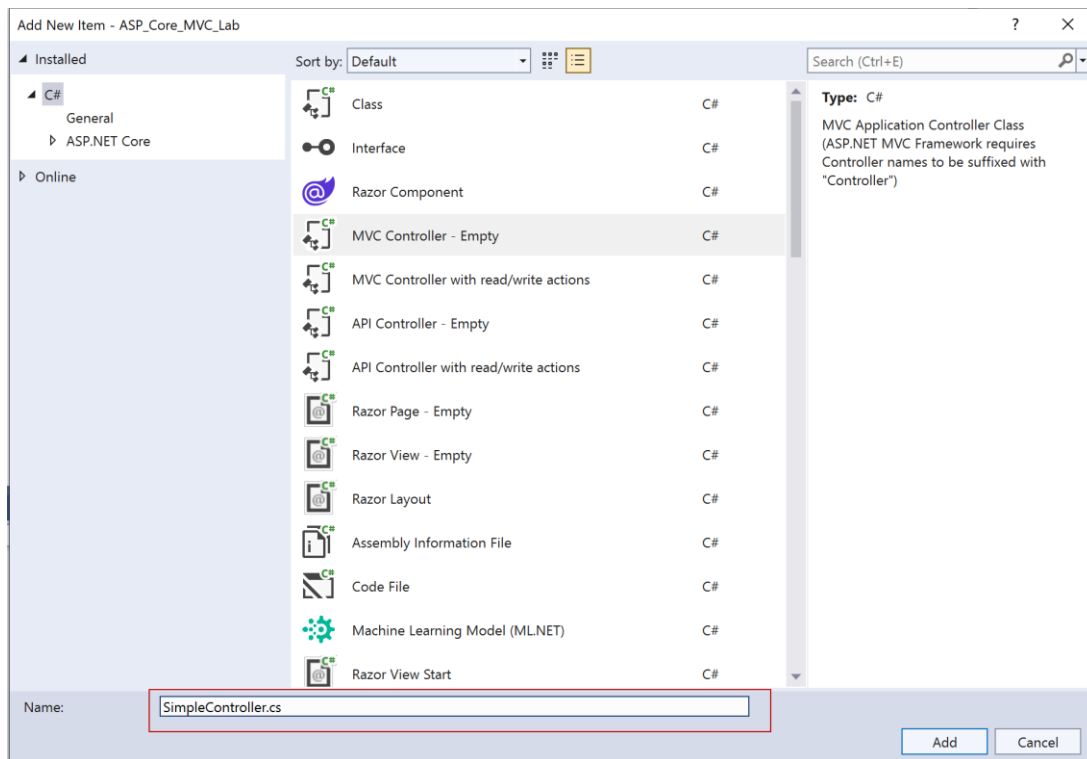 Add New Item - ASP_Core_MVC_Lab
? ×
Installed
Sort by: Default
Search (Ctrl+E)
C#
General
ASP.NET Core
Online
Class C#
Interface C#
Razor Component C#
MVC Controller - Empty C#
MVC Controller with read/write actions C#
API Controller - Empty C#
API Controller with read/write actions C#
Razor Page - Empty C#
Razor View - Empty C#
Razor Layout C#
Assembly Information File C#
Code File C#
Machine Learning Model (ML.NET) C#
Razor View Start C#
Type: C#
MVC Application Controller Class
(ASP.NET MVC Framework requires
Controller names to be suffixed with
"Controller")
Name: SimpleController.cs
Add Cancel